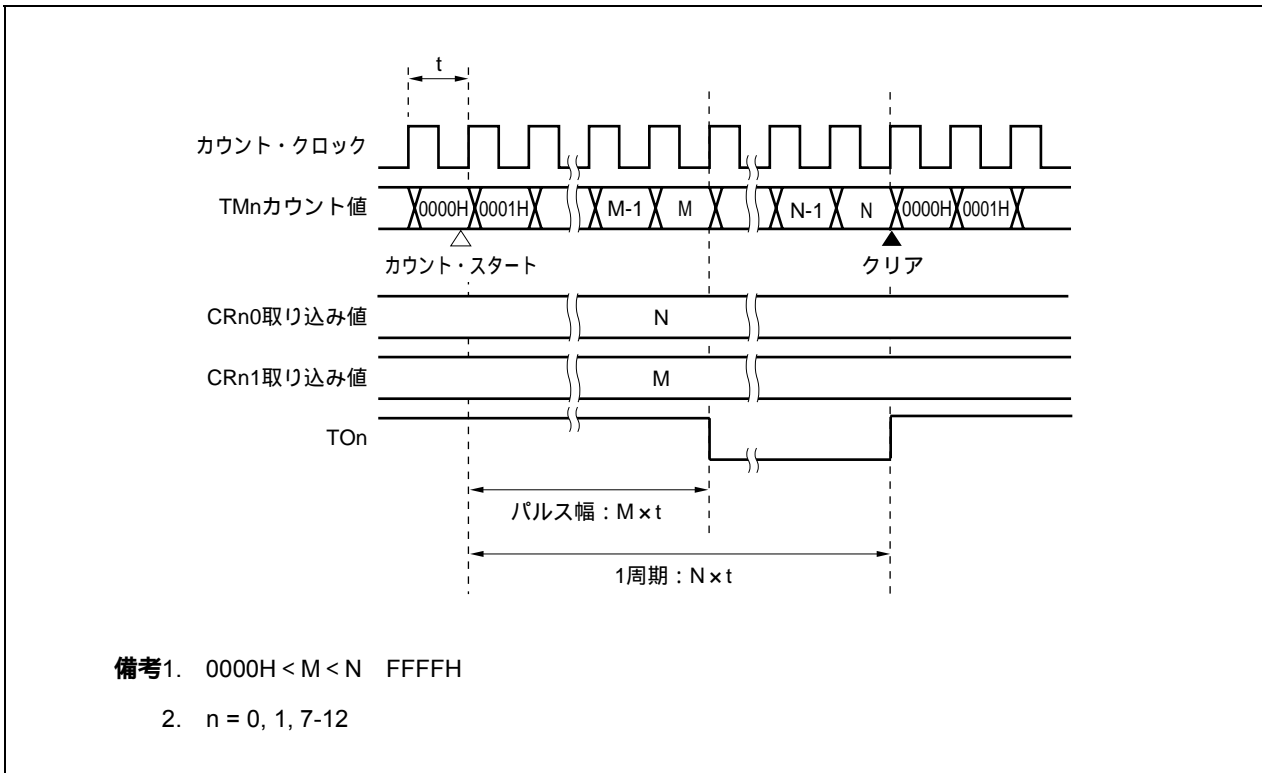 t
カウント・クロック
TMnカウント値 0000H 0001H M-1 M N-1 N 0000H 0001H
カウント・スタート クリア
CRn0取り込み値 N
CRn1取り込み値 M
TOn
パルス幅：M×t
1周期：N×t
備考1. 0000H＜M＜N FFFFH
2. n = 0, 1, 7-12